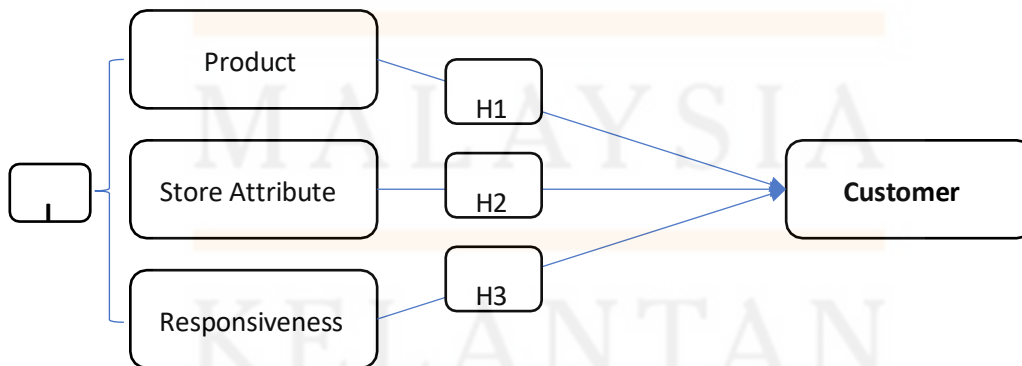 Product
MALAYSIA
H1
Store Attribute
H2
Customer
Responsiveness
H3
KELANTAN